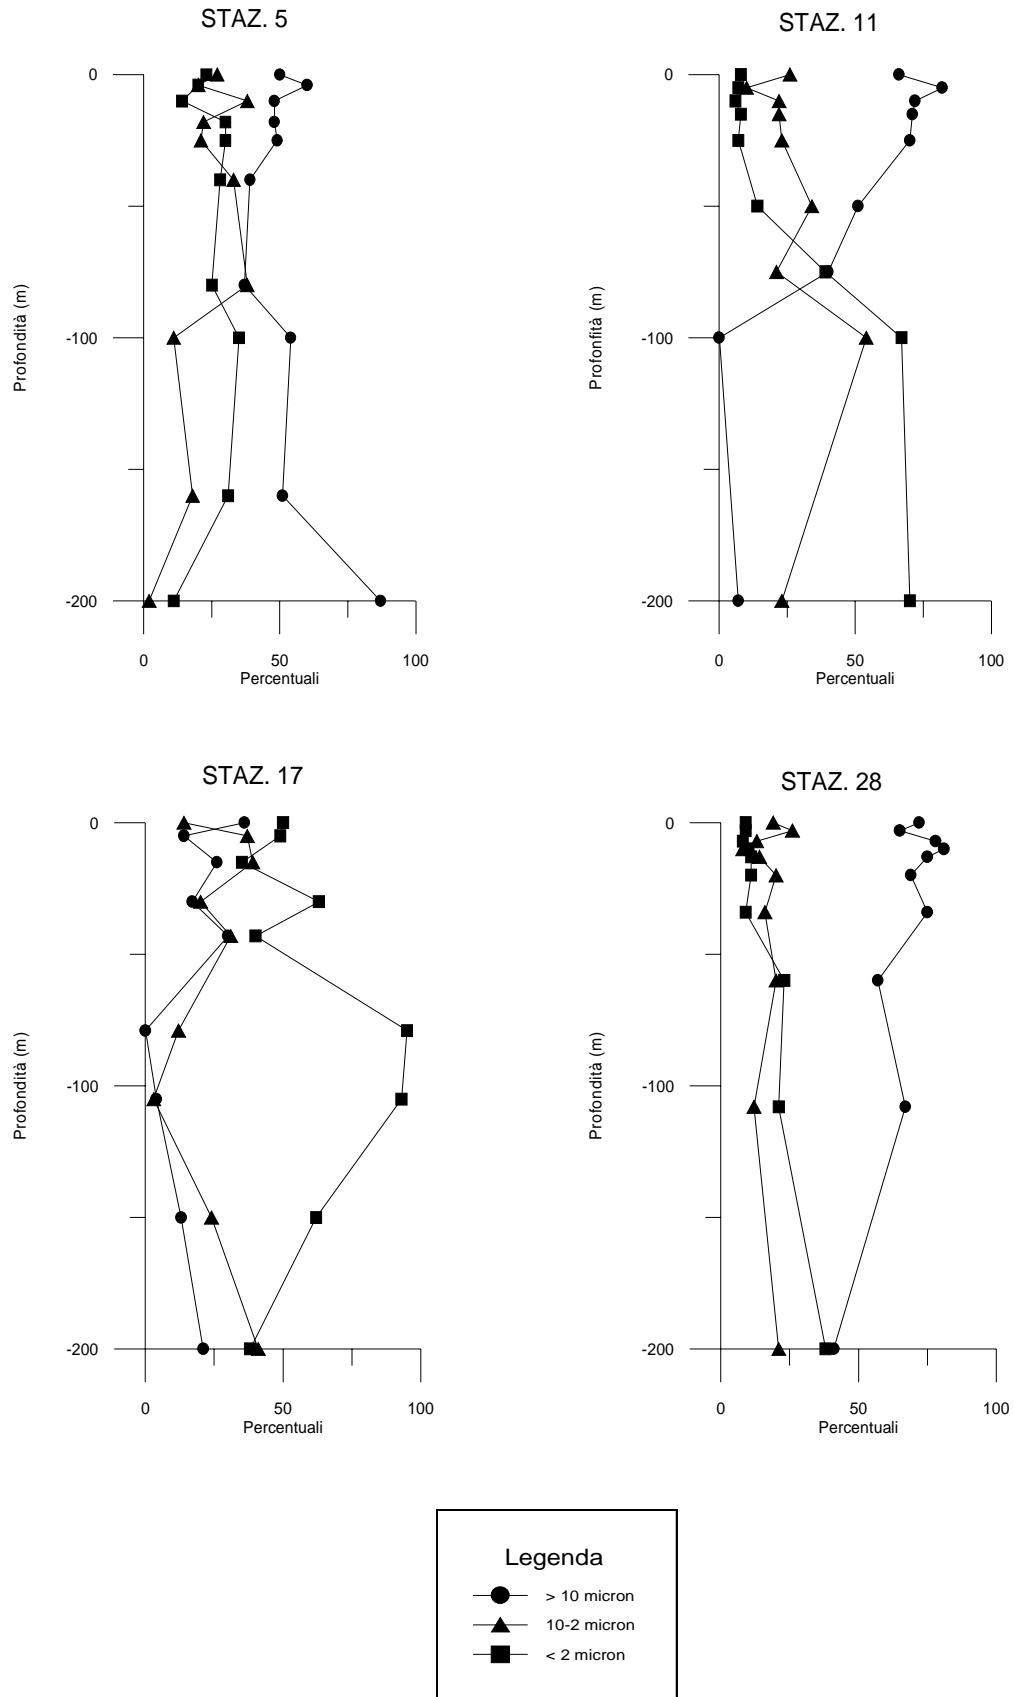 STAZ. 5
0
-100
-200
Profondità (m)
0 50 100
Percentuali
STAZ. 11
0
-100
-200
Profonfità (m)
0 50 100
Percentuali
STAZ. 17
0
-100
-200
Profondità (m)
0 50 100
Percentuali
STAZ. 28
0
-100
-200
Profondità (m)
0 50 100
Percentuali
Legenda
> 10 micron
10-2 micron
< 2 micron